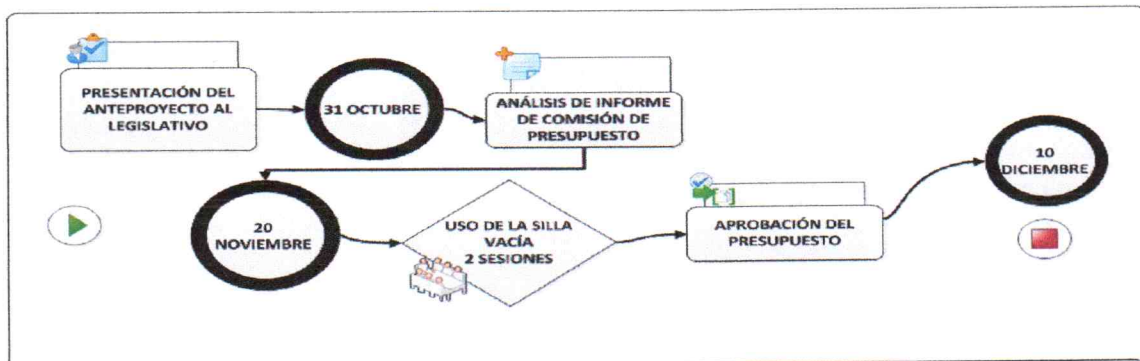 PRESENTACIÓN DEL
ANTEPROYECTO AL
LEGISLATIVO
31 OCTUBRE
ANÁLISIS DE INFORME
DE COMISIÓN DE
PRESUPUESTO
20
NOVIEMBRE
USO DE LA SILLA
VACÍA
2 SESIONES
APROBACIÓN DEL
PRESUPUESTO
10
DICIEMBRE